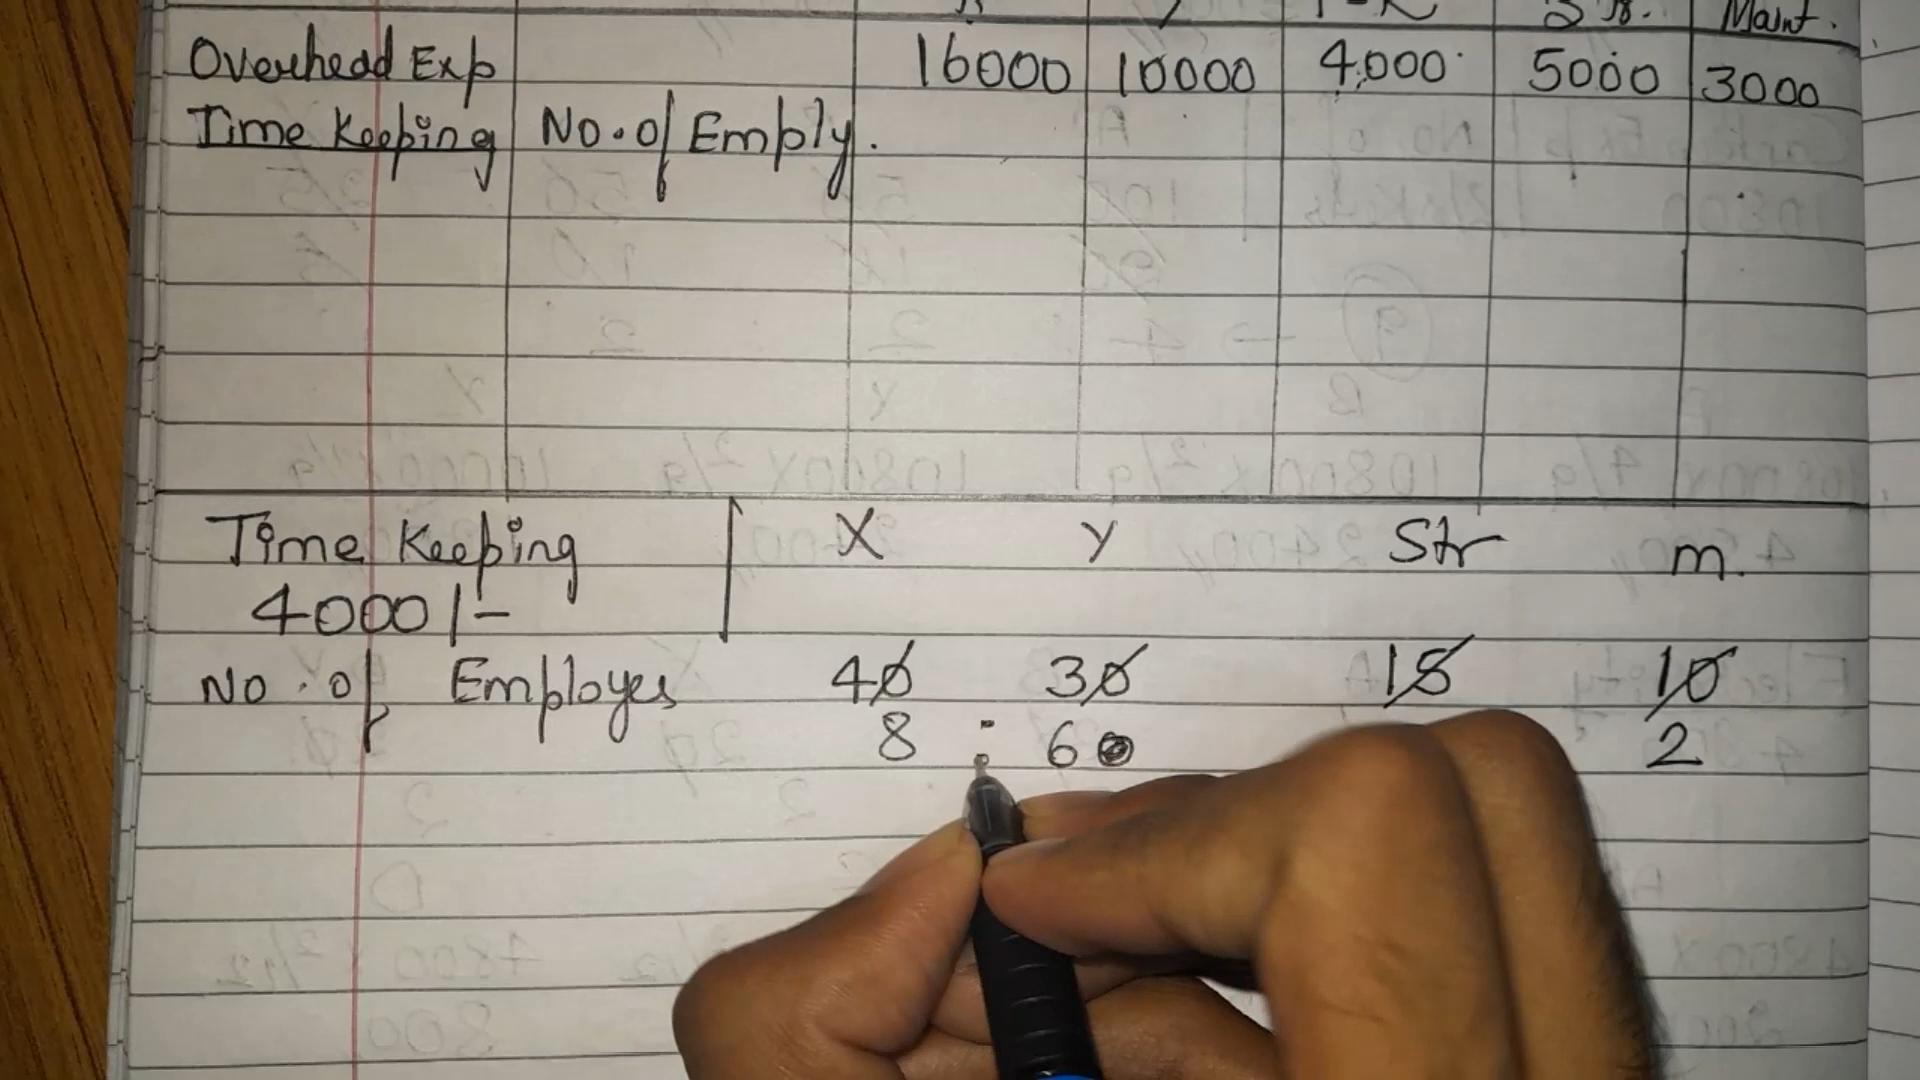 Maint.
Overhead Exp 16000 10000 4000 5000 3000
Time Keeping No. of Emply.
Time Keeping X Y Str m.
4000/-
No. of Employes 40 30 15 10
8 : 6 2